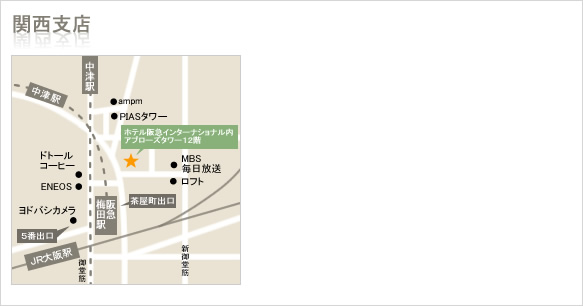 関西支店
中津駅
中津駅
ampm
PIASタワー
ホテル阪急インターナショナル内
アプローズタワー12階
ドトール
コーヒー
MBS
毎日放送
ENEOS
ロフト
茶屋町出口
阪急
梅田駅
ヨドバシカメラ
5番出口
JR大阪駅
御堂筋
新御堂筋